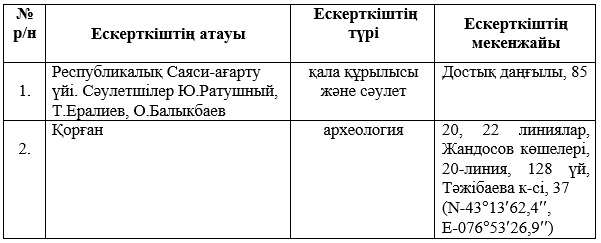 №
р/н
Ескерткіштің атауы
Ескерткіштің
түрі
Ескерткіштің
мекенжайы
1.
Республикалық Саяси-ағарту
үйі. Сәулетшілер Ю.Ратушный,
Т.Ералиев, О.Балыкбаев
қала құрылысы
және сәулет
Достық даңғылы, 85
2.
Қорған
археология
20, 22 линиялар,
Жандосов көшелері,
20-линия, 128 үй,
Тәжібаева к-сі, 37
(N-43°13′62,4′′,
E-076°53′26,9′′)